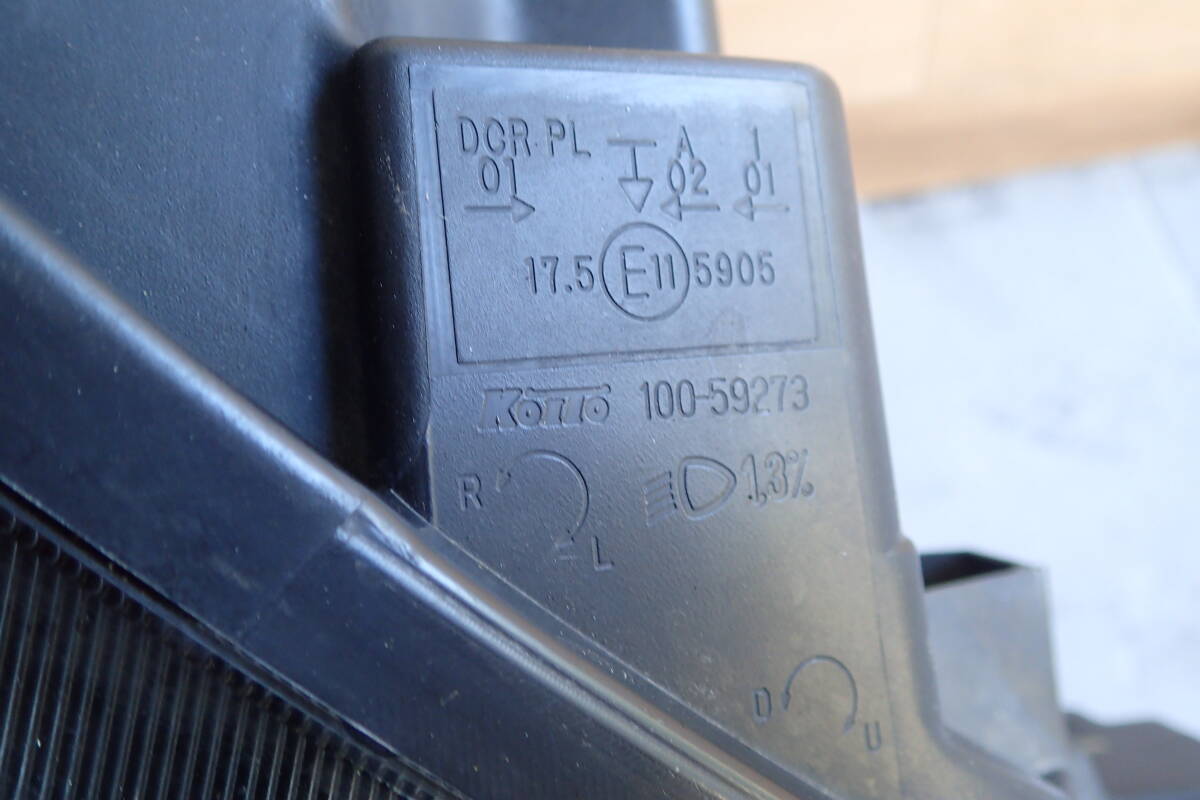 DCR PL A 1
01 02 01
17.5 E11 5905
KOITO 100-59273
R 1,3%
L
D
U